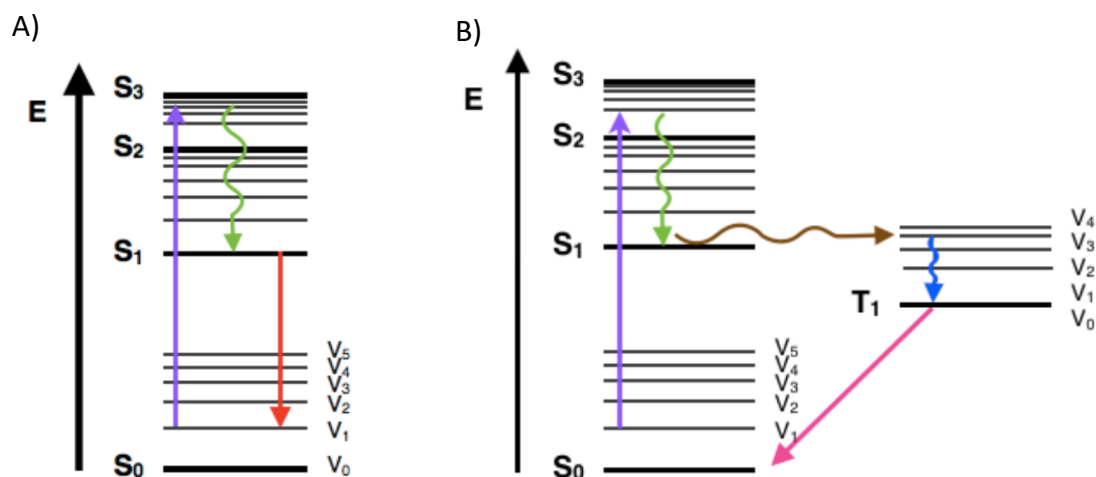 A)
E
S₃
S₂
S₁
V₅
V₄
V₃
V₂
V₁
S₀
V₀
B)
E
S₃
S₂
S₁
V₅
V₄
V₃
V₂
V₁
S₀
V₄
V₃
V₂
V₁
T₁
V₀